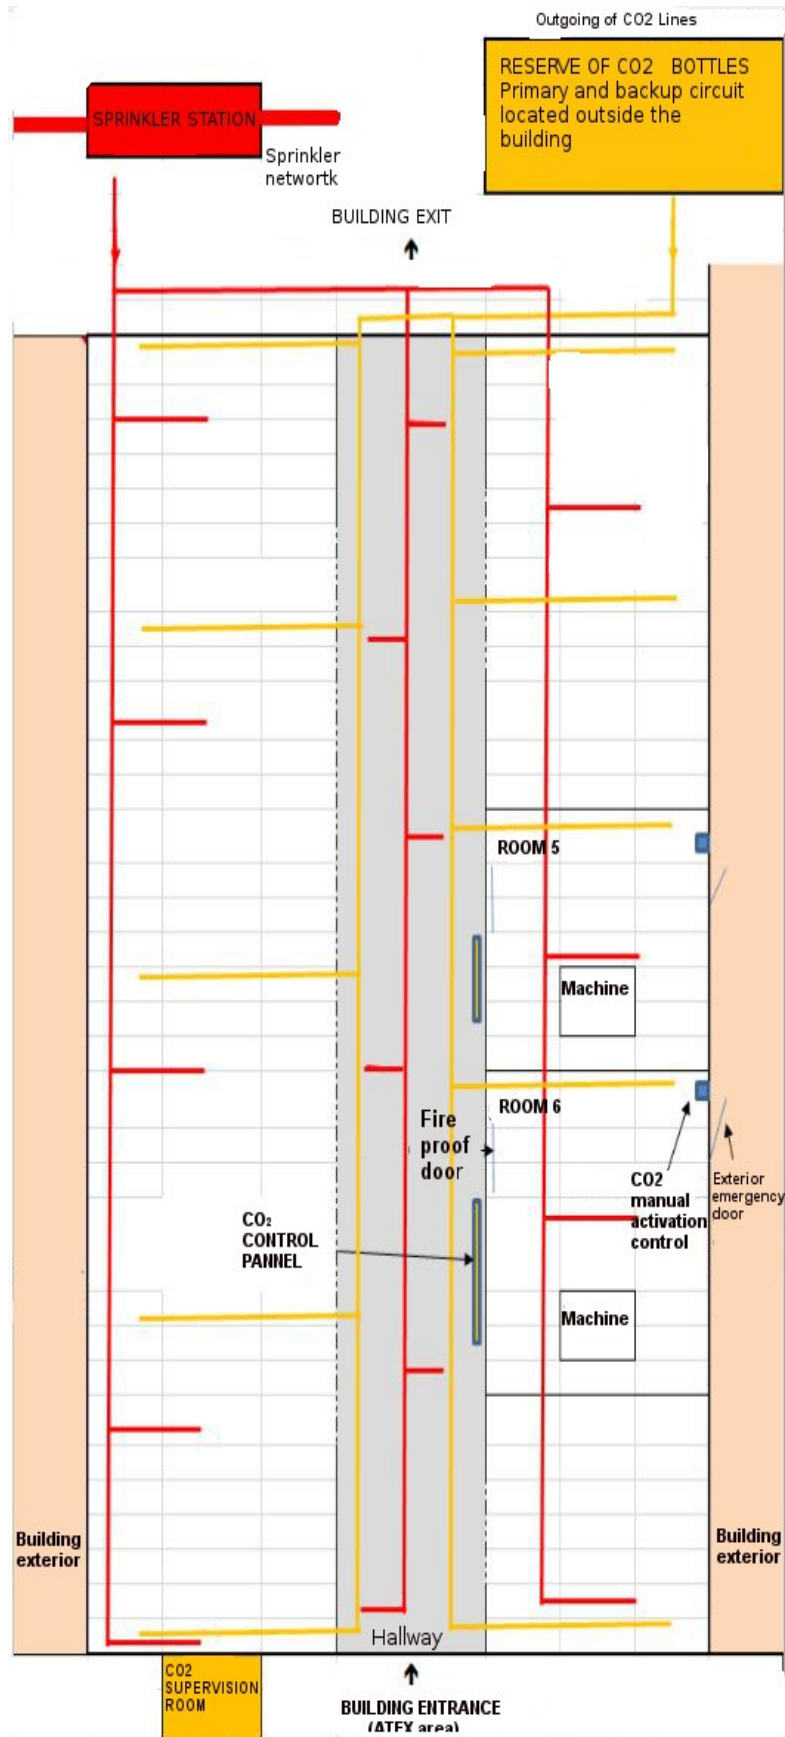 Outgoing of CO2 Lines
RESERVE OF CO2 BOTTLES
Primary and backup circuit
located outside the
building
SPRINKLER STATION
Sprinkler
networtk
BUILDING EXIT
ROOM 5
Machine
ROOM 6
Fire
proof
door
CO2
manual
activation
control
Exterior
emergency
door
CO₂
CONTROL
PANNEL
Machine
Building
exterior
Building
exterior
Hallway
CO2
SUPERVISION
ROOM
BUILDING ENTRANCE
(ATEX area)